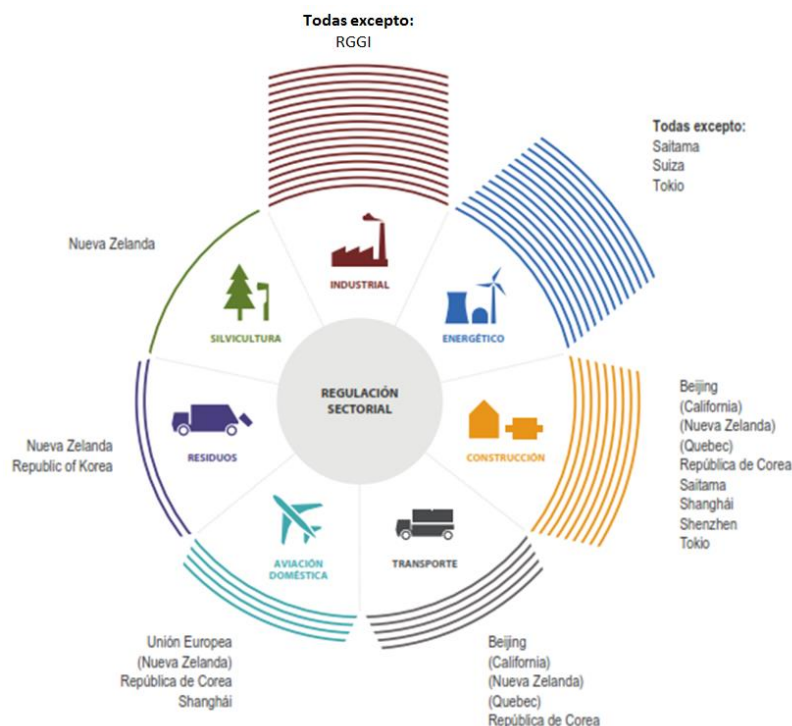 Todas excepto:
RGGI
Todas excepto:
Saitama
Suiza
Tokio
Nueva Zelanda
INDUSTRIAL
SILVICULTURA
ENERGÉTICO
REGULACIÓN
SECTORIAL
Beijing
(California)
(Nueva Zelanda)
(Quebec)
República de Corea
Saitama
Shanghái
Shenzhen
Tokio
Nueva Zelanda
Republic of Korea
RESIDUOS
CONSTRUCCIÓN
AVIACIÓN
DOMÉSTICA
TRANSPORTE
Unión Europea
(Nueva Zelanda)
República de Corea
Shanghái
Beijing
(California)
(Nueva Zelanda)
(Quebec)
República de Corea